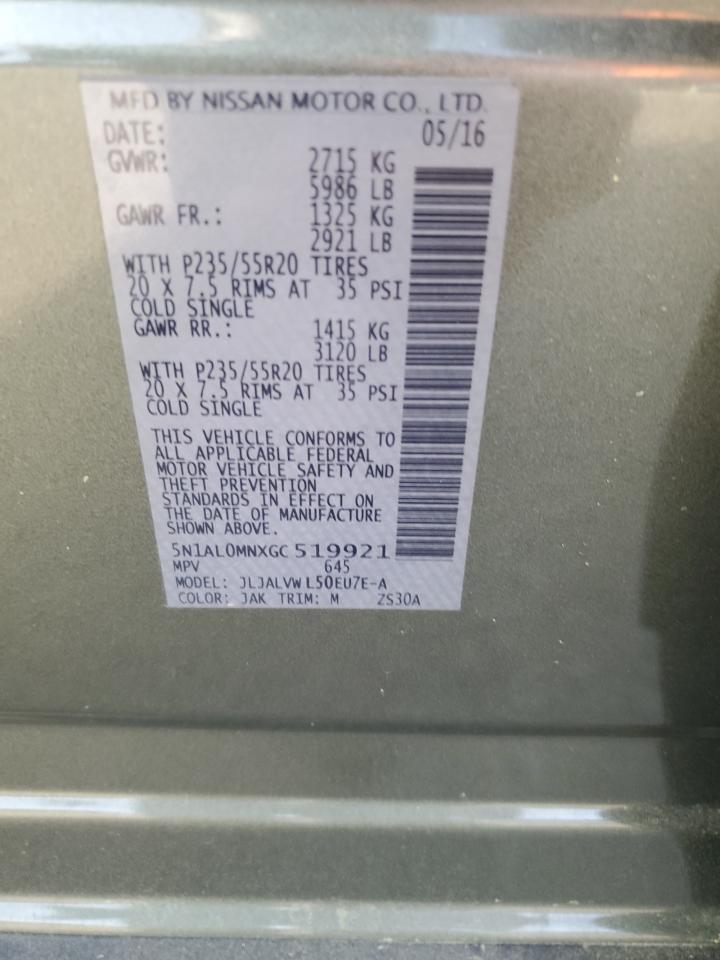 MFD BY NISSAN MOTOR CO., LTD.
DATE: 05/16
GVWR: 2715 KG
5986 LB
GAWR FR.: 1325 KG
2921 LB
WITH P235/55R20 TIRES
20 X 7.5 RIMS AT 35 PSI
COLD SINGLE
GAWR RR.: 1415 KG
3120 LB
WITH P235/55R20 TIRES
20 X 7.5 RIMS AT 35 PSI
COLD SINGLE
THIS VEHICLE CONFORMS TO
ALL APPLICABLE FEDERAL
MOTOR VEHICLE SAFETY AND
THEFT PREVENTION
STANDARDS IN EFFECT ON
THE DATE OF MANUFACTURE
SHOWN ABOVE.
5N1AL0MNXGC 519921
MPV 645
MODEL: JLJALVW L50EU7E-A
COLOR: JAK TRIM: M ZS30A